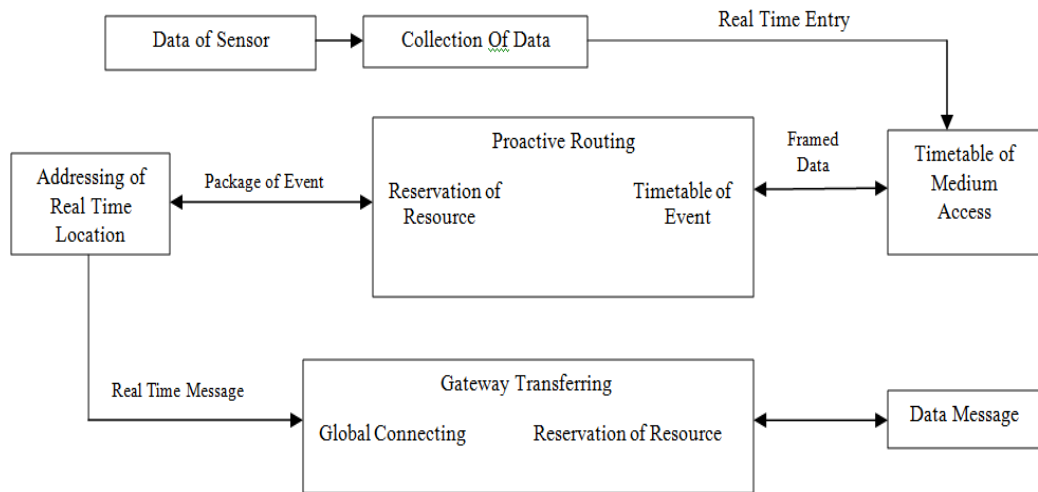 Data of Sensor
Collection Of Data
Real Time Entry
Proactive Routing
Reservation of
Resource
Timetable of
Event
Framed
Data
Timetable of
Medium
Access
Addressing of
Real Time
Location
Package of Event
Real Time Message
Gateway Transferring
Global Connecting
Reservation of Resource
Data Message